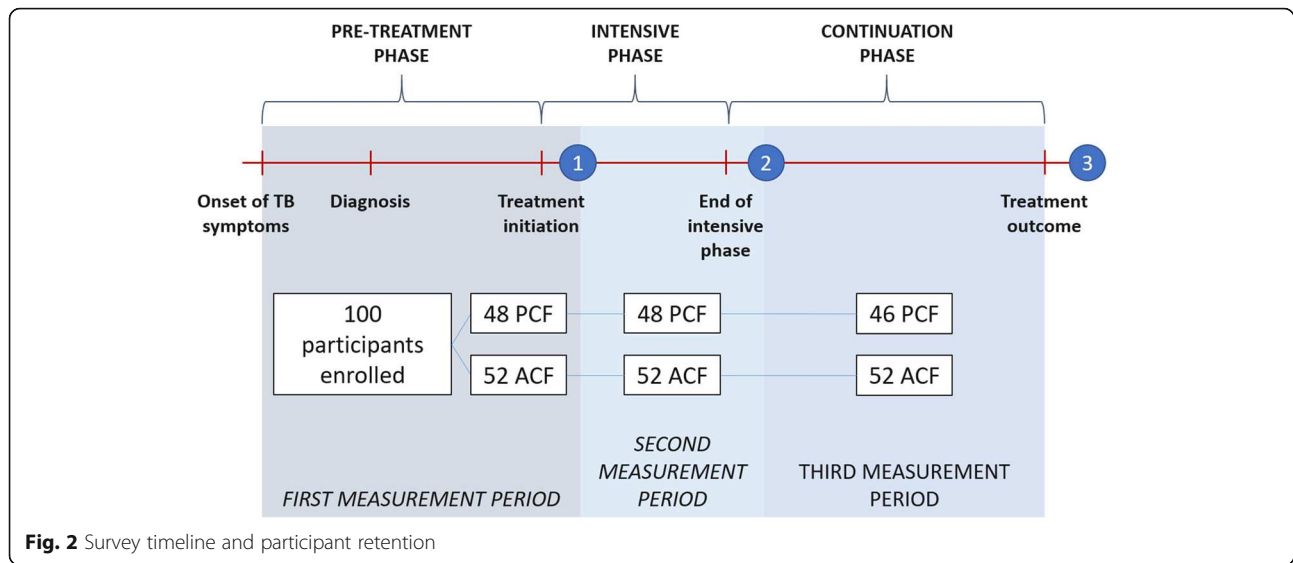 PRE-TREATMENT
PHASE
INTENSIVE
PHASE
CONTINUATION
PHASE
1
2
3
Onset of TB
symptoms
Diagnosis
Treatment
initiation
End of
intensive
phase
Treatment
outcome
100
participants
enrolled
48 PCF
48 PCF
46 PCF
52 ACF
52 ACF
52 ACF
FIRST MEASUREMENT PERIOD
SECOND
MEASUREMENT
PERIOD
THIRD MEASUREMENT
PERIOD
Fig. 2 Survey timeline and participant retention